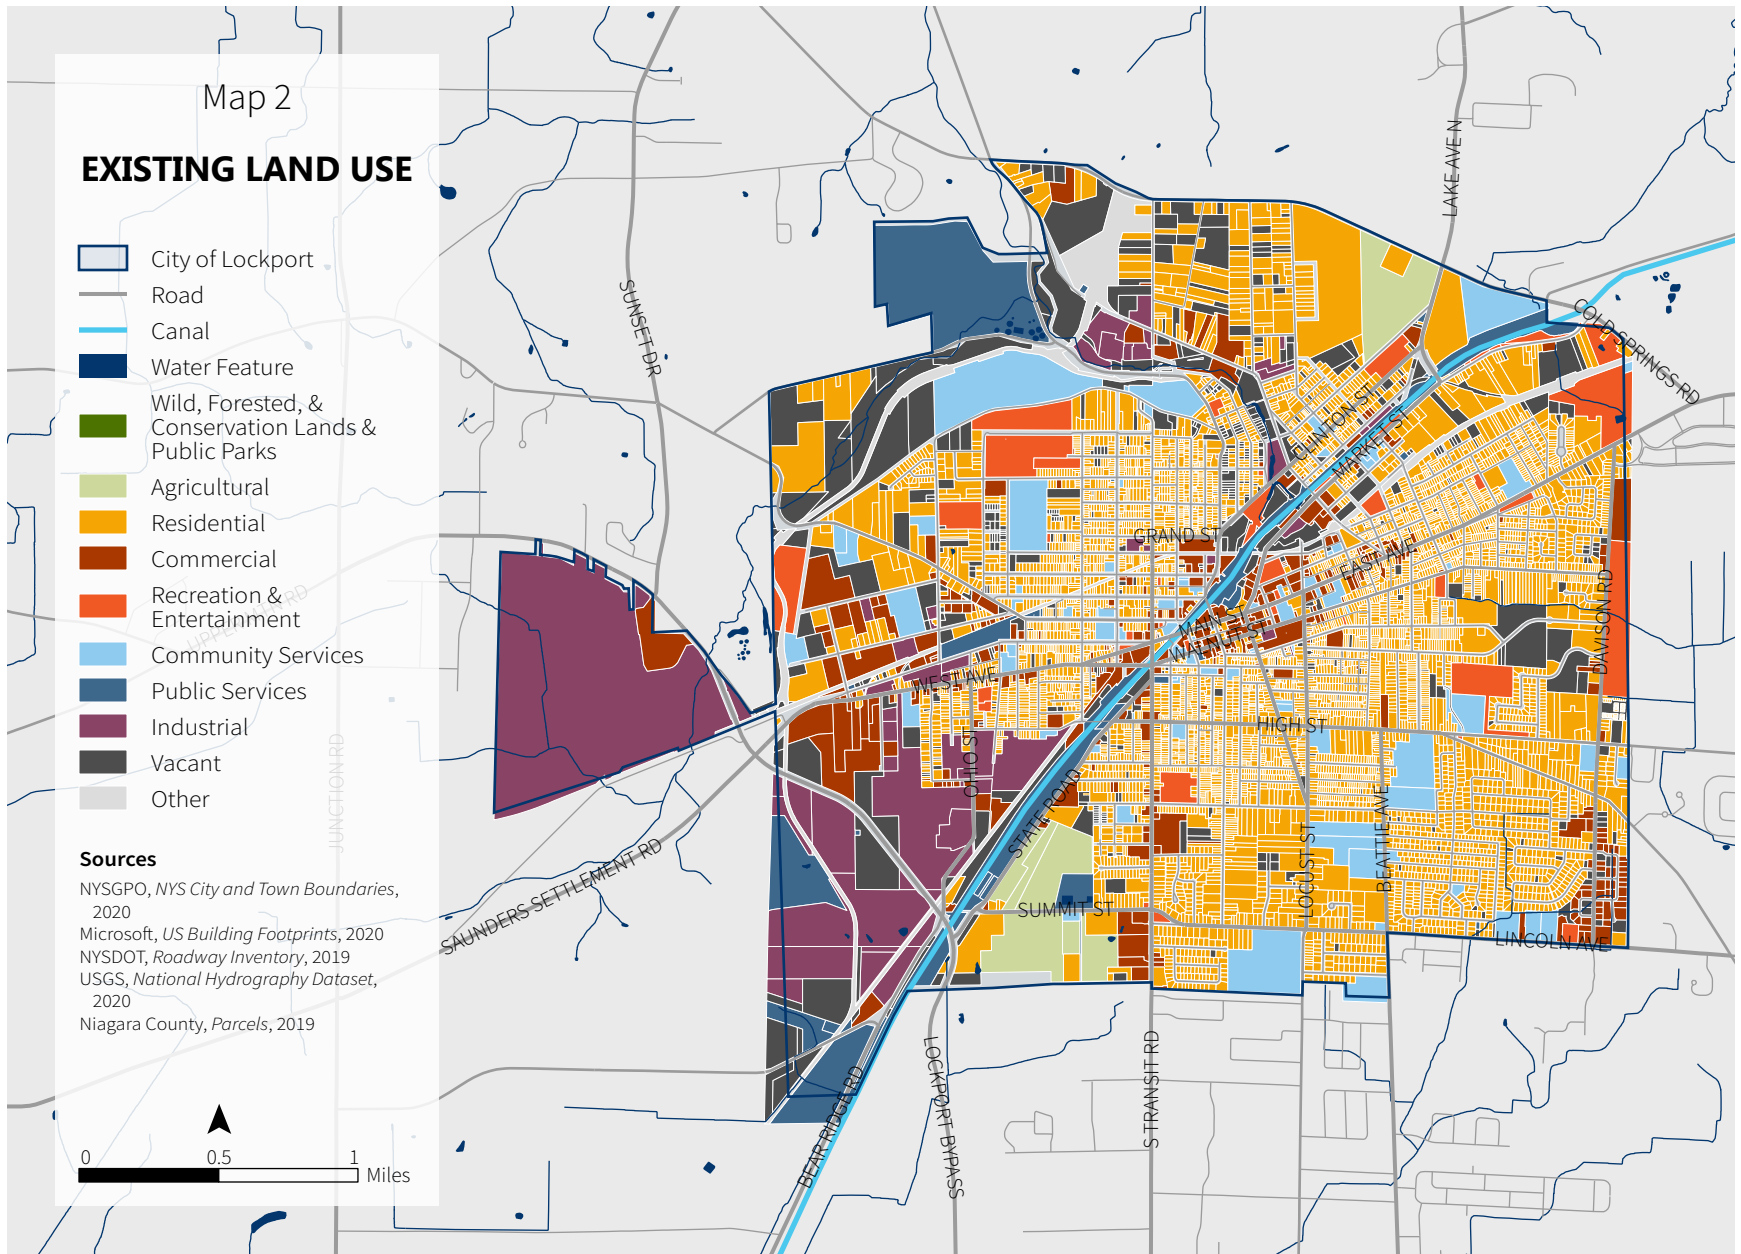 Map 2
EXISTING LAND USE
City of Lockport
Road
Canal
Water Feature
Wild, Forested, &
Conservation Lands &
Public Parks
Agricultural
Residential
Commercial
Recreation &
Entertainment
Community Services
Public Services
Industrial
Vacant
Other
Sources
NYSGPO, NYS City and Town Boundaries,
2020
Microsoft, US Building Footprints, 2020
NYSDOT, Roadway Inventory, 2019
USGS, National Hydrography Dataset,
2020
Niagara County, Parcels, 2019
0 0.5 1
Miles
UPPER MTN RD
JUNCTION RD
SUNSET DR
LAKE AVE N
COLD SPRINGS RD
CLINTON ST
MARKET ST
GRAND ST
EAST AVE
MAIN ST
WALNUT ST
WEST AVE
DAVISON RD
HIGH ST
OHIO ST
STATE ROAD
SAUNDERS SETTLEMENT RD
LOCUST ST
BEATTIE AVE
SUMMIT ST
LINCOLN AVE
BEAR RIDGE RD
LOCKPORT BYPASS
S TRANSIT RD